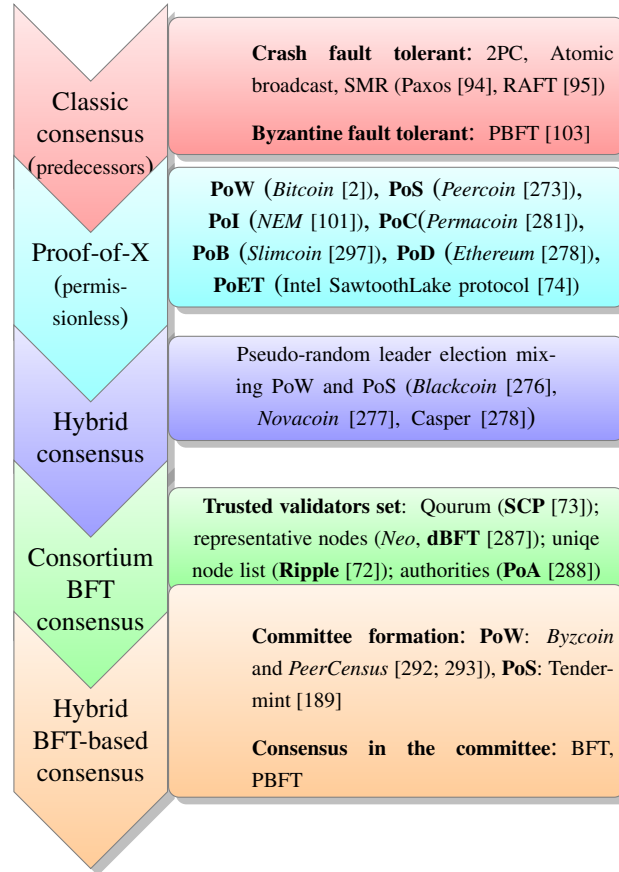 Classic
consensus
(predecessors)
Crash fault tolerant: 2PC, Atomic
broadcast, SMR (Paxos [94], RAFT [95])
Byzantine fault tolerant: PBFT [103]
Proof-of-X
(permis-
sionless)
PoW (Bitcoin [2]), PoS (Peercoin [273]),
PoI (NEM [101]), PoC(Permacoin [281]),
PoB (Slimcoin [297]), PoD (Ethereum [278]),
PoET (Intel SawtoothLake protocol [74])
Hybrid
consensus
Pseudo-random leader election mix-
ing PoW and PoS (Blackcoin [276],
Novacoin [277], Casper [278])
Consortium
BFT
consensus
Trusted validators set: Qourum (SCP [73]);
representative nodes (Neo, dBFT [287]); uniqe
node list (Ripple [72]); authorities (PoA [288])
Hybrid
BFT-based
consensus
Committee formation: PoW: Byzcoin
and PeerCensus [292; 293]), PoS: Tender-
mint [189]
Consensus in the committee: BFT,
PBFT